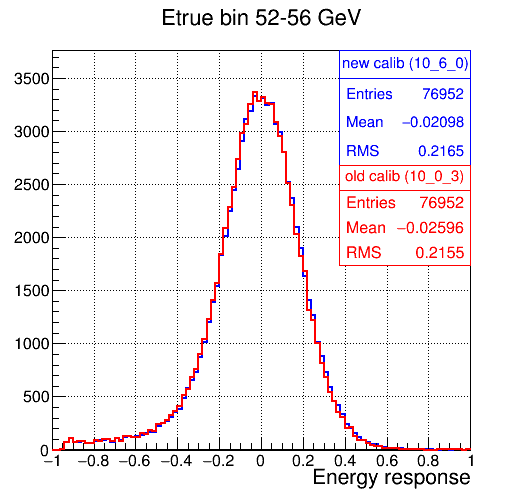 Etrue bin 52-56 GeV
new calib (10_6_0)
Entries 76952
Mean −0.02098
RMS 0.2165
old calib (10_0_3)
Entries 76952
Mean −0.02596
RMS 0.2155
3500
3000
2500
2000
1500
1000
500
0
−1 −0.8 −0.6 −0.4 −0.2 0 0.2 0.4 0.6 0.8 1
Energy response